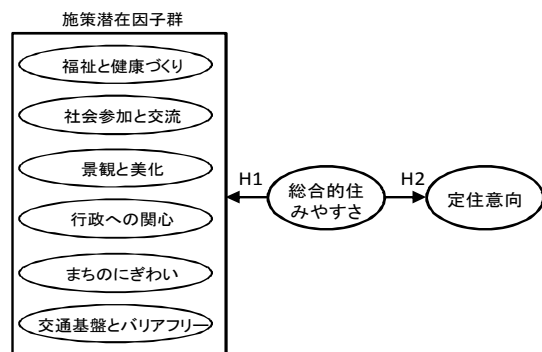 施策潜在因子群
福祉と健康づくり
社会参加と交流
景観と美化
行政への関心
まちのにぎわい
交通基盤とバリアフリー
H1
総合的住
みやすさ
H2
定住意向